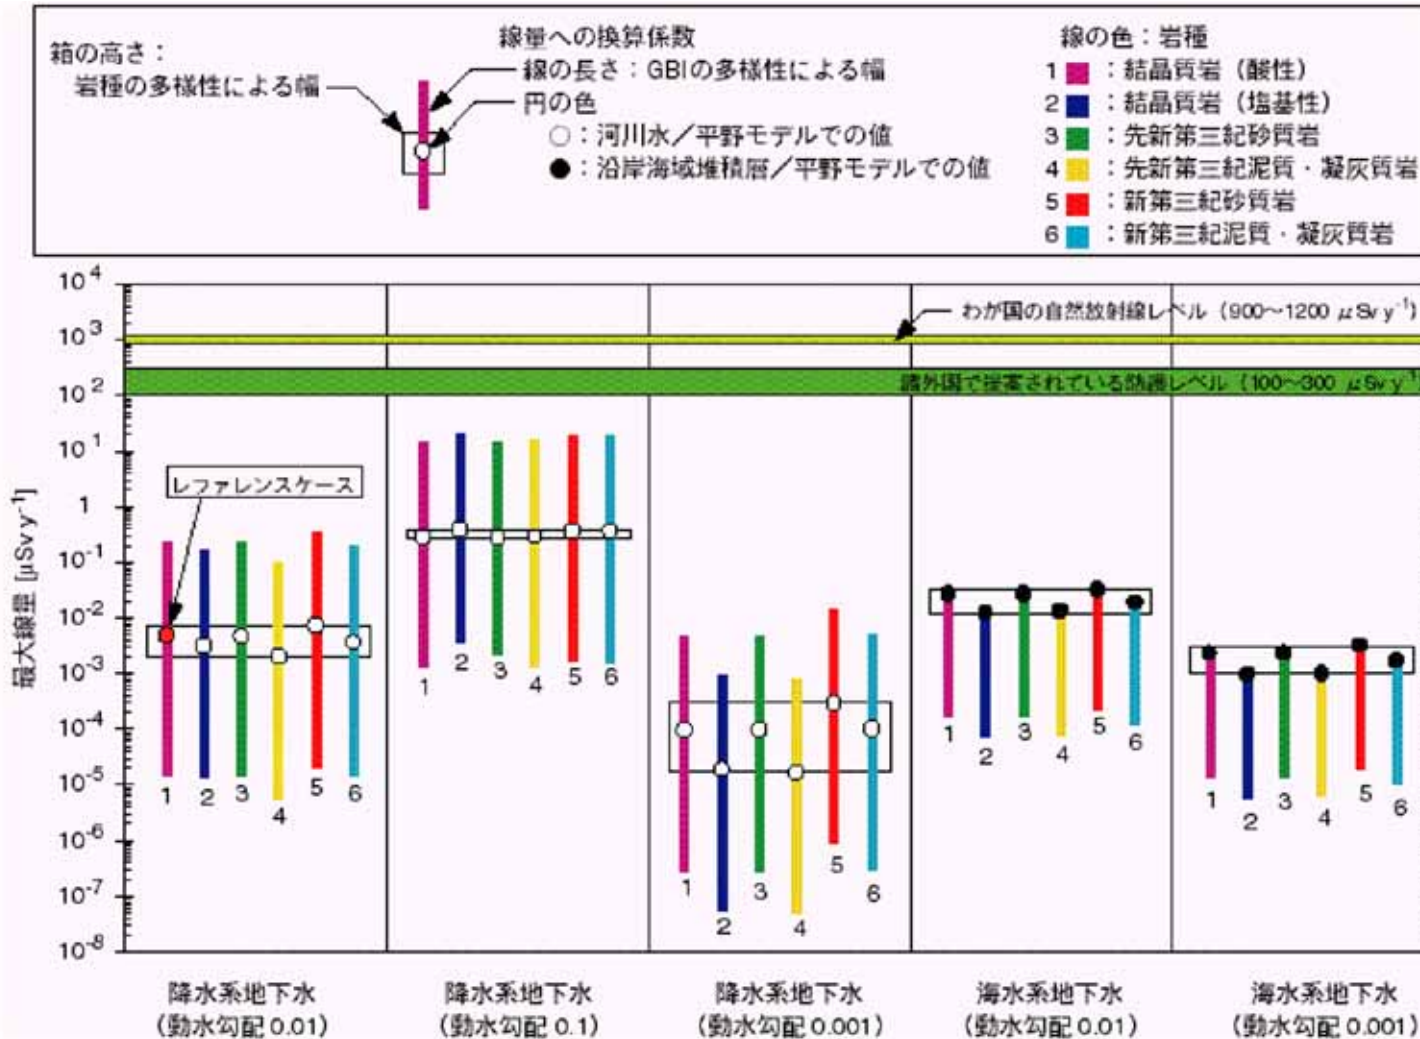 箱の高さ：
岩種の多様性による幅
線量への換算係数
線の長さ：GBIの多様性による幅
円の色
○：河川水／平野モデルでの値
●：沿岸海域堆積層／平野モデルでの値
線の色：岩種
1 ：結晶質岩（酸性）
2 ：結晶質岩（塩基性）
3 ：先新第三紀砂質岩
4 ：先新第三紀泥質・凝灰質岩
5 ：新第三紀砂質岩
6 ：新第三紀泥質・凝灰質岩
最大線量 [μSv y⁻¹]
10⁴
10³
10²
10¹
1
10⁻¹
10⁻²
10⁻³
10⁻⁴
10⁻⁵
10⁻⁶
10⁻⁷
10⁻⁸
わが国の自然放射線レベル（900～1200 μSv y⁻¹）
諸外国で提案されている防護レベル（100～300 μSv y⁻¹）
レファレンスケース
1 2 3 4 5 6
1 2 3 4 5 6
1 2 3 4 5 6
1 2 3 4 5 6
1 2 3 4 5 6
降水系地下水
（動水勾配 0.01）
降水系地下水
（動水勾配 0.1）
降水系地下水
（動水勾配 0.001）
海水系地下水
（動水勾配 0.01）
海水系地下水
（動水勾配 0.001）